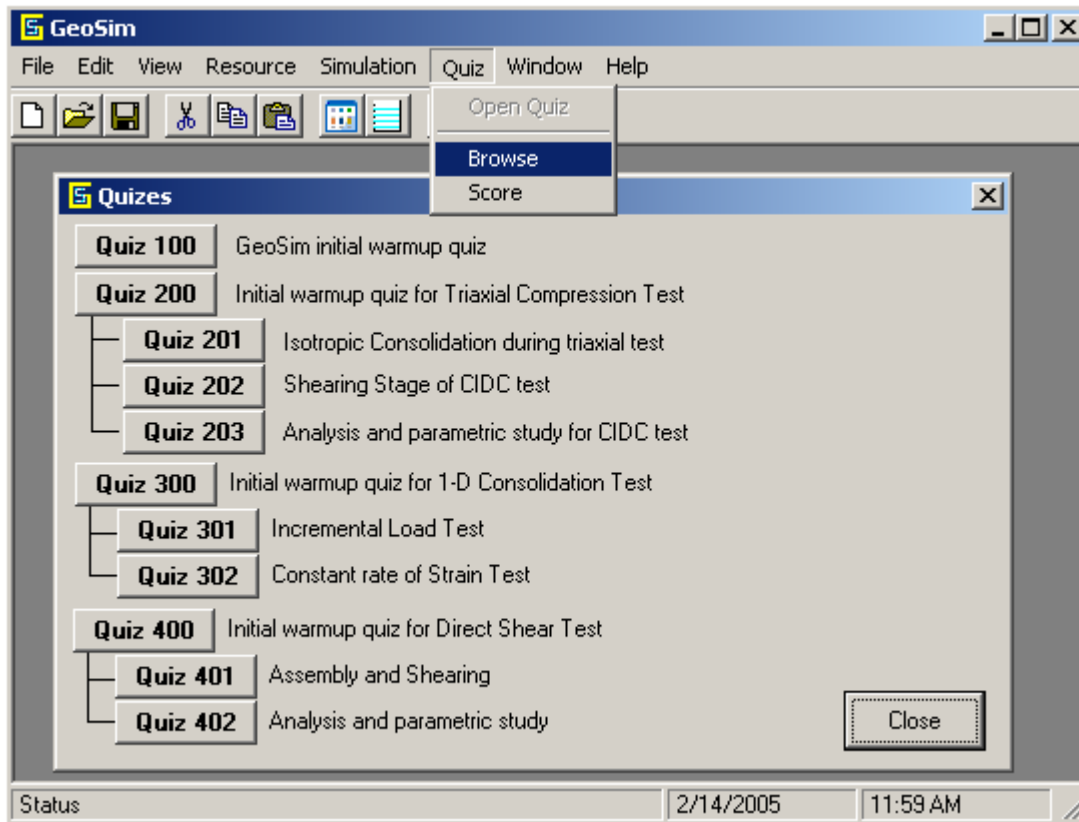 GeoSim
File Edit View Resource Simulation Quiz Window Help
Open Quiz
Browse
Score
Quizes
Quiz 100 GeoSim initial warmup quiz
Quiz 200 Initial warmup quiz for Triaxial Compression Test
Quiz 201 Isotropic Consolidation during triaxial test
Quiz 202 Shearing Stage of CIDC test
Quiz 203 Analysis and parametric study for CIDC test
Quiz 300 Initial warmup quiz for 1-D Consolidation Test
Quiz 301 Incremental Load Test
Quiz 302 Constant rate of Strain Test
Quiz 400 Initial warmup quiz for Direct Shear Test
Quiz 401 Assembly and Shearing
Quiz 402 Analysis and parametric study
Close
Status 2/14/2005 11:59 AM